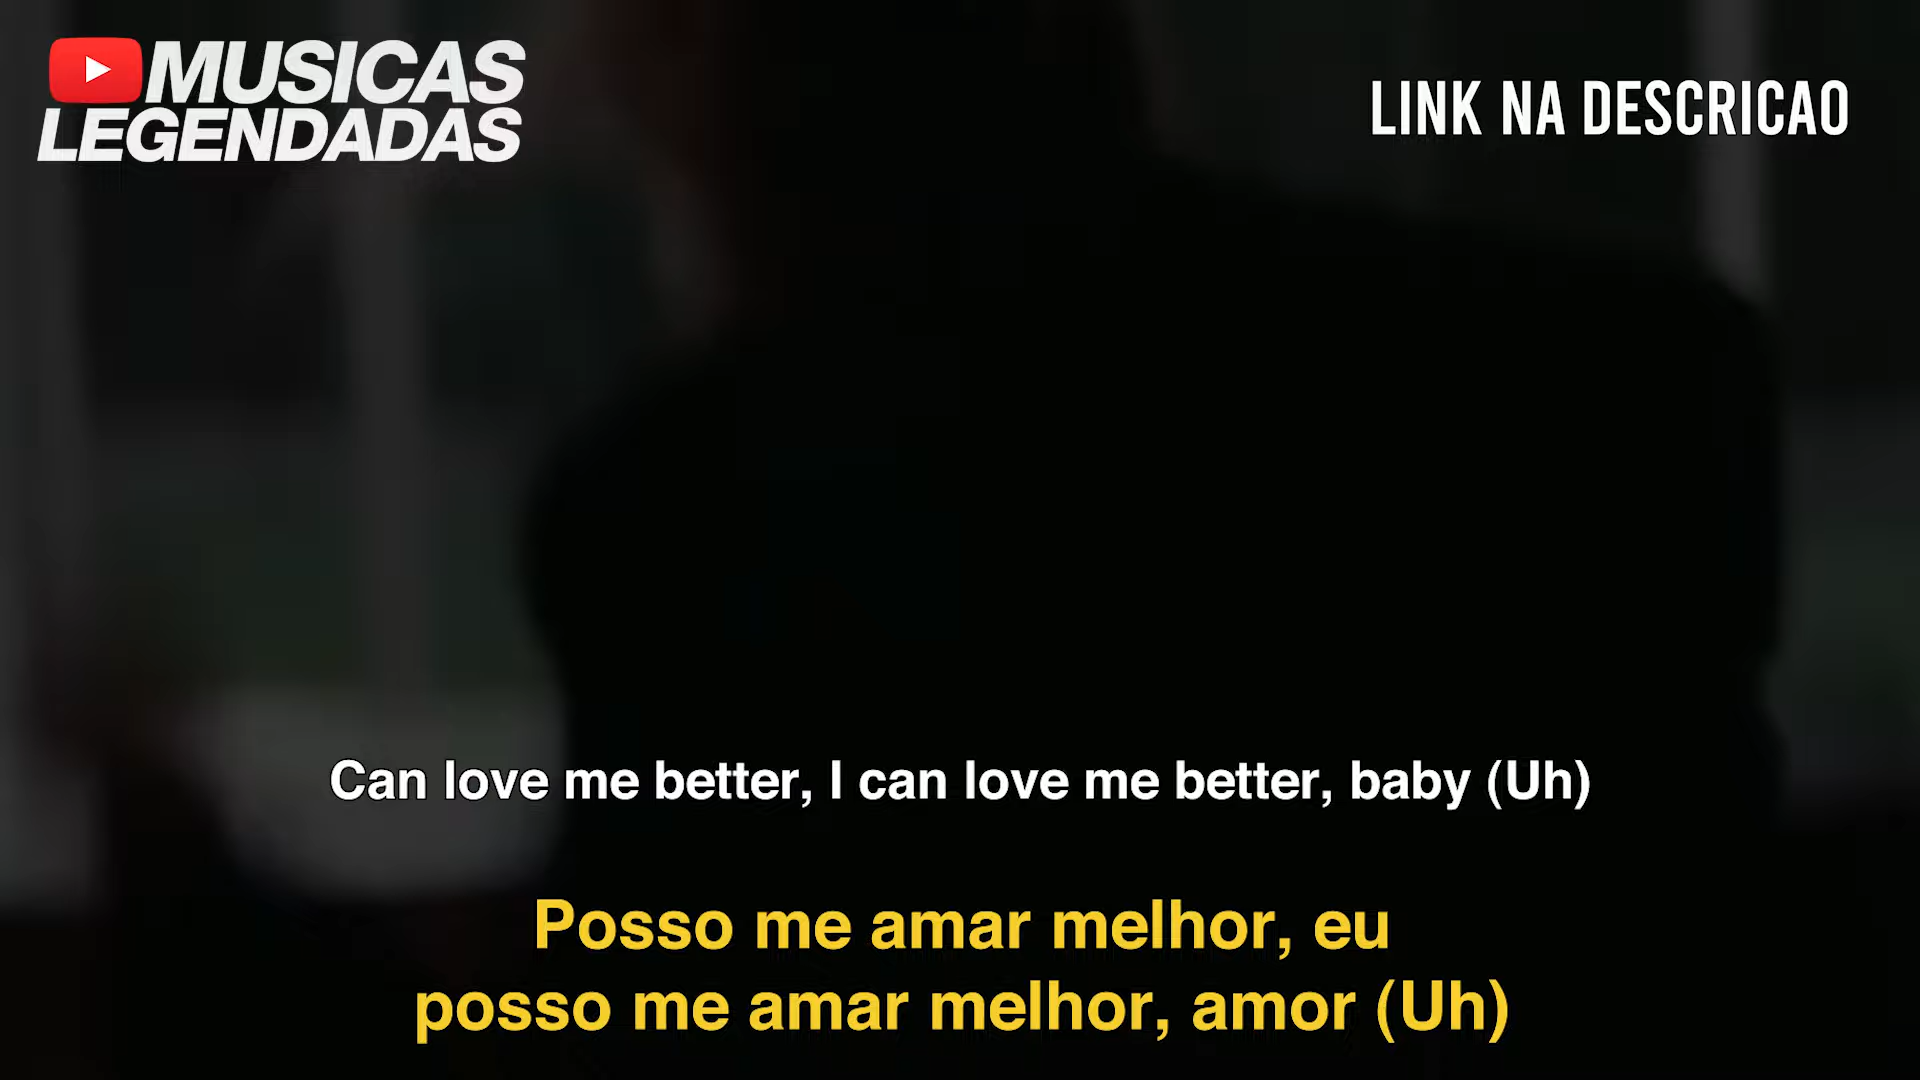 MUSICAS
LEGENDADAS
LINK NA DESCRICAO
Can love me better, I can love me better, baby (Uh)
Posso me amar melhor, eu
posso me amar melhor, amor (Uh)